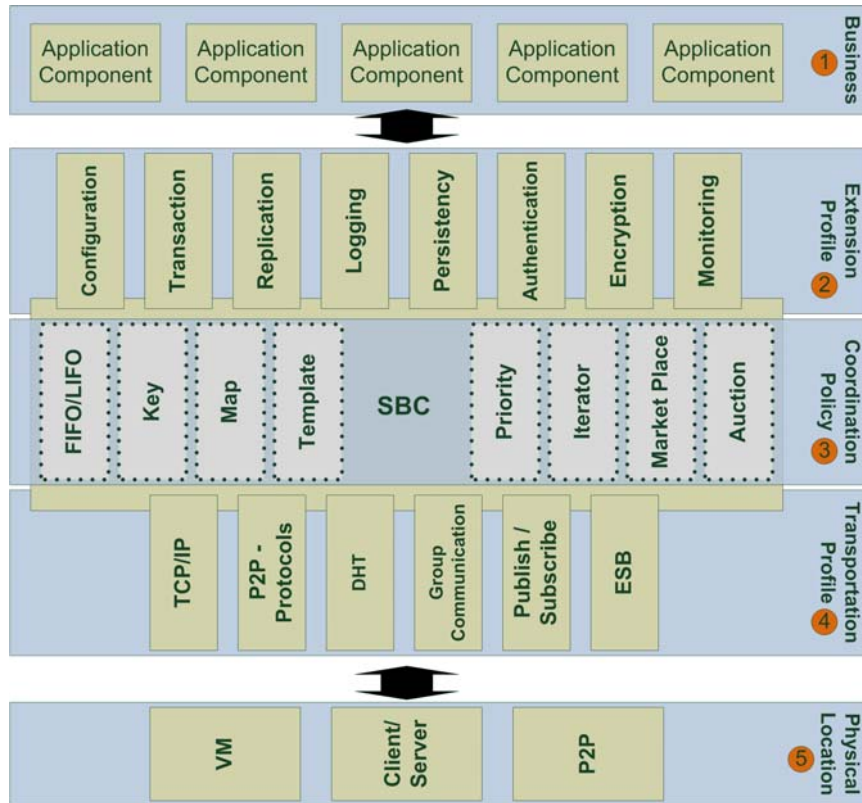 Application
Component
Application
Component
Application
Component
Application
Component
Application
Component
Business
1
Configuration
Transaction
Replication
Logging
Persistency
Authentication
Encryption
Monitoring
Extension
Profile
2
FIFO/LIFO
Key
Map
Template
SBC
Priority
Iterator
Market Place
Auction
Coordination
Policy
3
TCP/IP
P2P -
Protocols
DHT
Group
Communication
Publish /
Subscribe
ESB
Transportation
Profile
4
VM
Client/
Server
P2P
Physical
Location
5